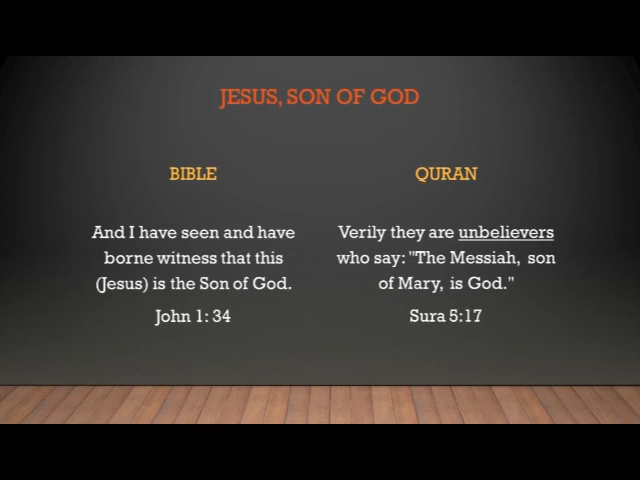 JESUS, SON OF GOD
BIBLE
And I have seen and have
borne witness that this
(Jesus) is the Son of God.
John 1: 34
QURAN
Verily they are unbelievers
who say: "The Messiah, son
of Mary, is God."
Sura 5:17